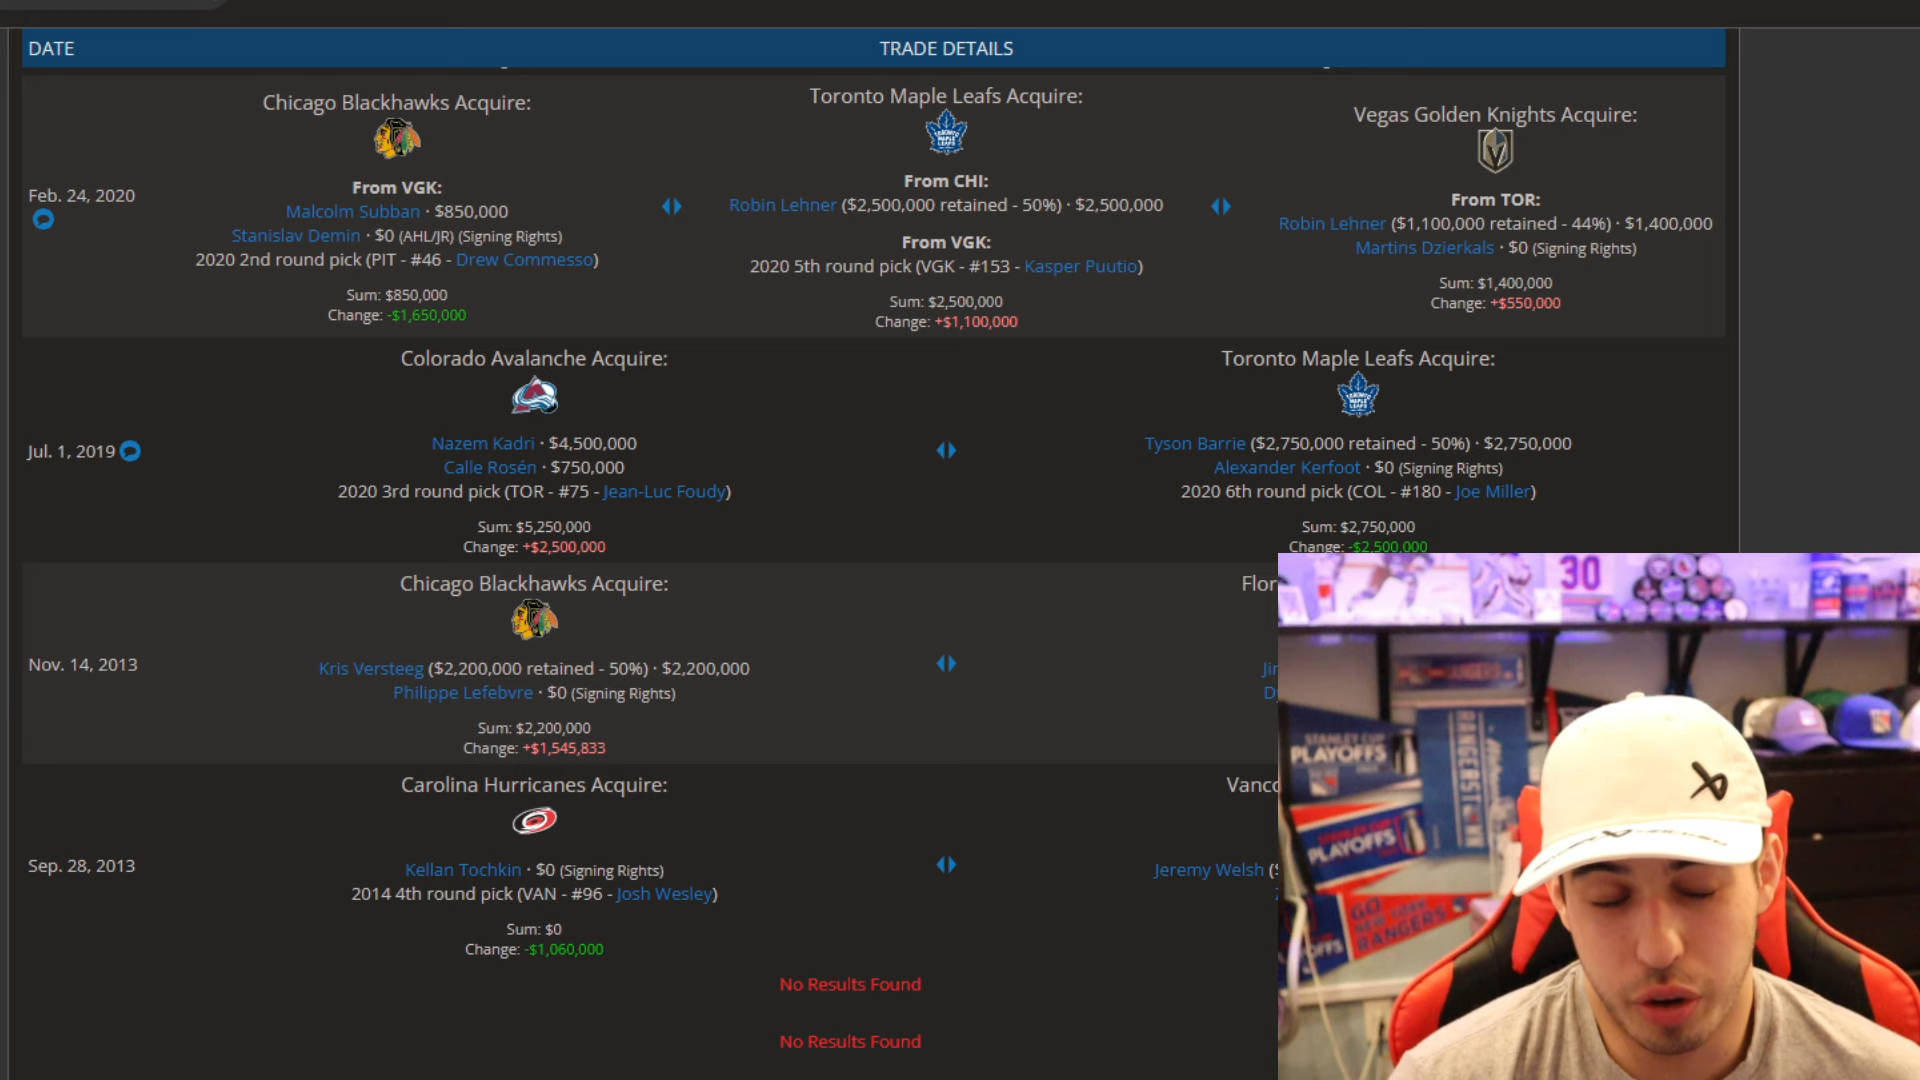 DATE
TRADE DETAILS
Chicago Blackhawks Acquire:
Toronto Maple Leafs Acquire:
Vegas Golden Knights Acquire:
Feb. 24, 2020
From VGK:
Malcolm Subban · $850,000
Stanislav Demin · $0 (AHL/JR) (Signing Rights)
2020 2nd round pick (PIT - #46 - Drew Commesso)
Sum: $850,000
Change: -$1,650,000
From CHI:
Robin Lehner ($2,500,000 retained - 50%) · $2,500,000
From VGK:
2020 5th round pick (VGK - #153 - Kasper Puutio)
Sum: $2,500,000
Change: +$1,100,000
From TOR:
Robin Lehner ($1,100,000 retained - 44%) · $1,400,000
Martins Dzierkals · $0 (Signing Rights)
Sum: $1,400,000
Change: +$550,000
Colorado Avalanche Acquire:
Toronto Maple Leafs Acquire:
Jul. 1, 2019
Nazem Kadri · $4,500,000
Calle Rosén · $750,000
2020 3rd round pick (TOR - #75 - Jean-Luc Foudy)
Sum: $5,250,000
Change: +$2,500,000
Tyson Barrie ($2,750,000 retained - 50%) · $2,750,000
Alexander Kerfoot · $0 (Signing Rights)
2020 6th round pick (COL - #180 - Joe Miller)
Sum: $2,750,000
Change: -$2,500,000
Chicago Blackhawks Acquire:
Flor
Nov. 14, 2013
Kris Versteeg ($2,200,000 retained - 50%) · $2,200,000
Philippe Lefebvre · $0 (Signing Rights)
Sum: $2,200,000
Change: +$1,545,833
Carolina Hurricanes Acquire:
Vanco
Sep. 28, 2013
Kellan Tochkin · $0 (Signing Rights)
2014 4th round pick (VAN - #96 - Josh Wesley)
Sum: $0
Change: -$1,060,000
Jeremy Welsh (
No Results Found
No Results Found
30
STANLEY CUP
PLAYOFFS
RANGERSTOWN
PLAYOFFS
GO
NEW YORK
RANGERS